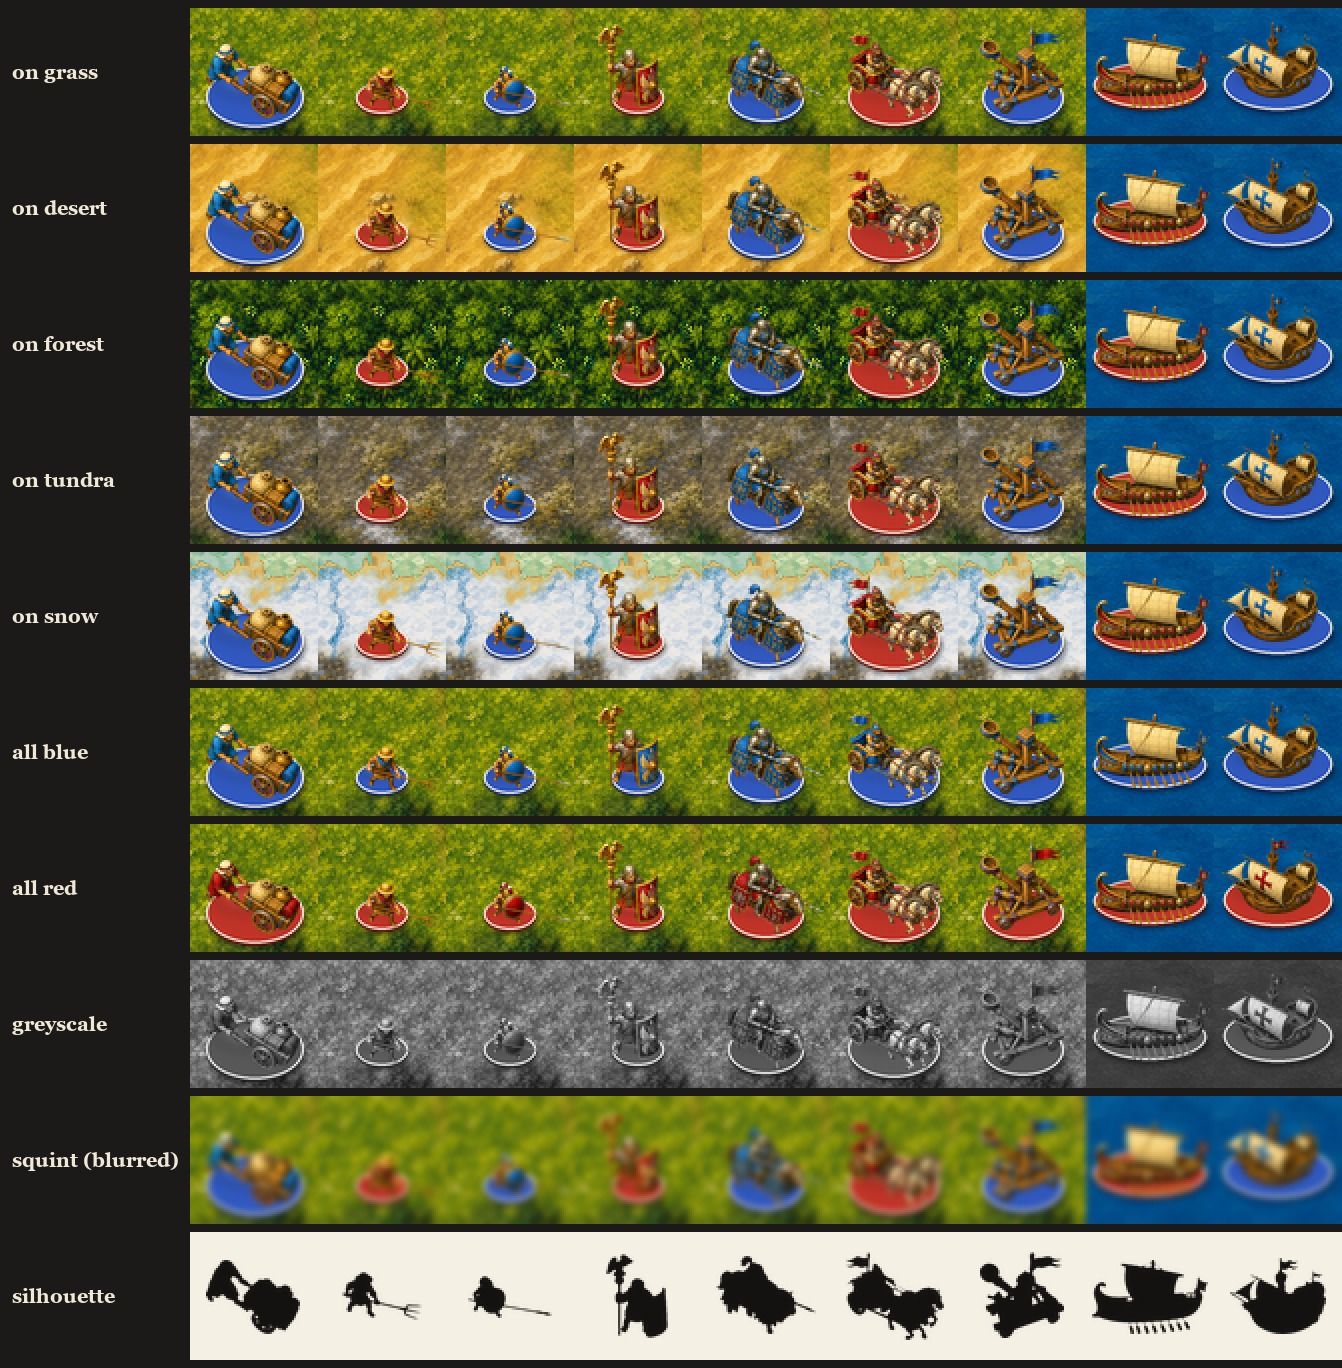 on grass
on desert
on forest
on tundra
on snow
all blue
all red
greyscale
squint (blurred)
silhouette